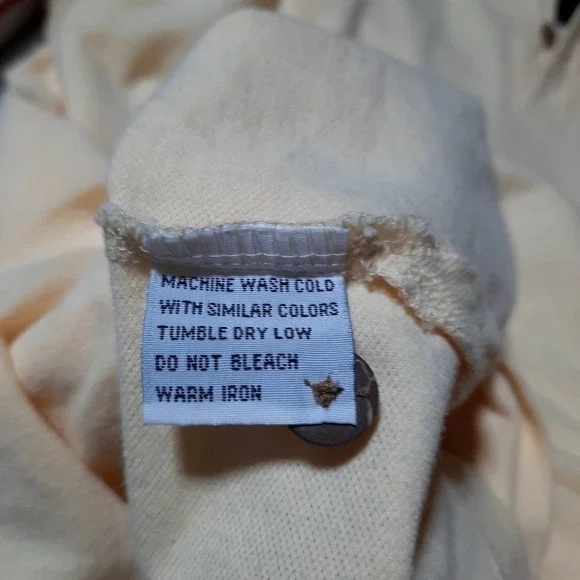 MACHINE WASH COLD
WITH SIMILAR COLORS
TUMBLE DRY LOW
DO NOT BLEACH
WARM IRON